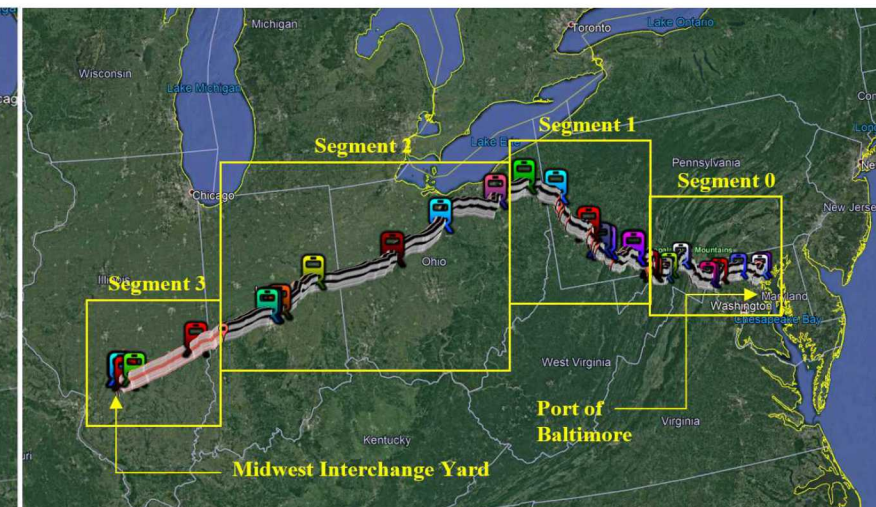 Michigan
Toronto
Lake Ontario
Wisconsin
Lake Michigan
Segment 1
Lake Erie
Segment 2
Pennsylvania
Segment 0
Chicago
New Jerse
Mountains
Ohio
Illinois
Segment 3
Maryland
Washington
Chesapeake Bay
West Virginia
Port of
Baltimore
Virginia
Kentucky
Midwest Interchange Yard